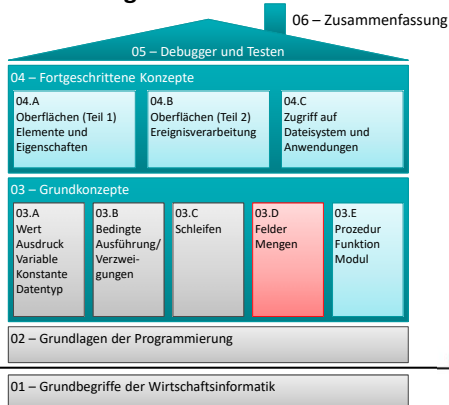 06 – Zusammenfassung
05 – Debugger und Testen
04 – Fortgeschrittene Konzepte
04.A
Oberflächen (Teil 1)
Elemente und
Eigenschaften
04.B
Oberflächen (Teil 2)
Ereignisverarbeitung
04.C
Zugriff auf
Dateisystem und
Anwendungen
03 – Grundkonzepte
03.A
Wert
Ausdruck
Variable
Konstante
Datentyp
03.B
Bedingte
Ausführung/
Verzwei-
gungen
03.C
Schleifen
03.D
Felder
Mengen
03.E
Prozedur
Funktion
Modul
02 – Grundlagen der Programmierung
01 – Grundbegriffe der Wirtschaftsinformatik